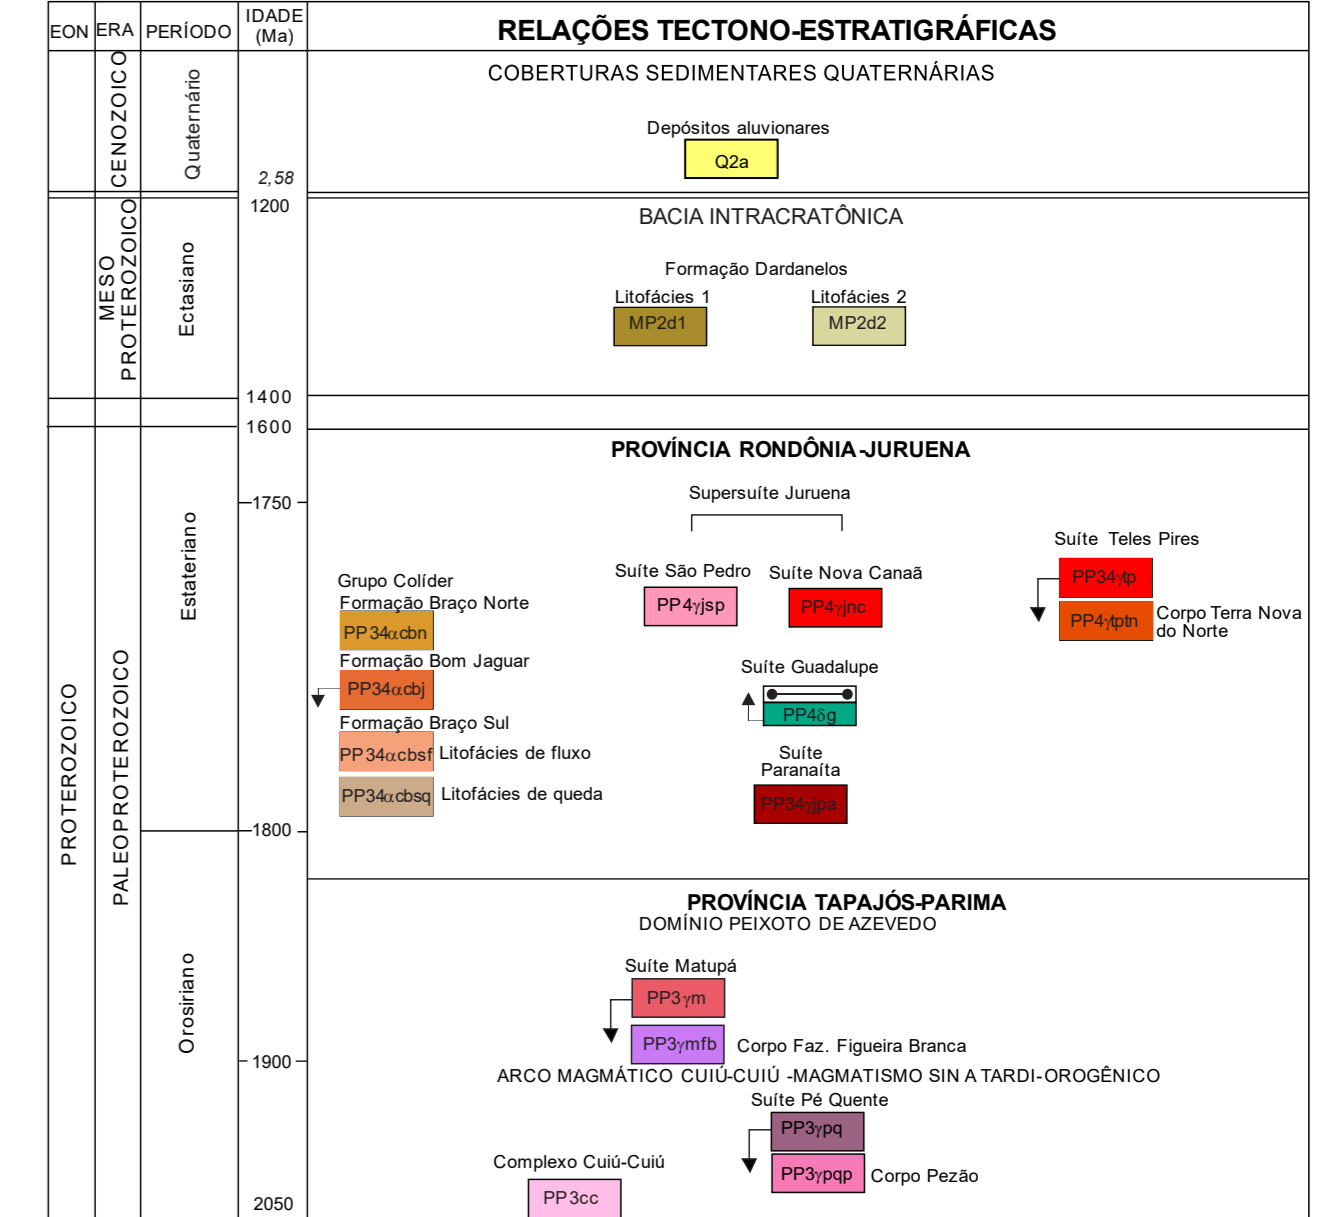 EON ERA PERÍODO IDADE (Ma) RELAÇÕES TECTONO-ESTRATIGRÁFICAS
CENOZOICO
Quaternário
2,58
COBERTURAS SEDIMENTARES QUATERNÁRIAS
Depósitos aluvionares
Q2a
MESO
PROTEROZOICO
Ectasiano
1200
1400
BACIA INTRACRATÔNICA
Formação Dardanelos
Litofácies 1 Litofácies 2
MP2d1 MP2d2
PROTEROZOICO
PALEOPROTEROZOICO
Estateriano
1600
1750
1800
PROVÍNCIA RONDÔNIA-JURUENA
Supersuíte Juruena
Suíte São Pedro Suíte Nova Canaã
PP4γjsp PP4γjnc
Suíte Teles Pires
PP34γtp
PP4γtptn Corpo Terra Nova
do Norte
Grupo Colíder
Formação Braço Norte
PP34αcbn
Formação Bom Jaguar
PP34αcbj
Formação Braço Sul
PP34αcbsf Litofácies de fluxo
PP34αcbsq Litofácies de queda
Suíte Guadalupe
PP4δg
Suíte
Paranaíta
PP34γjpa
Orosiriano
1900
2050
PROVÍNCIA TAPAJÓS-PARIMA
DOMÍNIO PEIXOTO DE AZEVEDO
Suíte Matupá
PP3γm
PP3γmfb Corpo Faz. Figueira Branca
ARCO MAGMÁTICO CUIÚ-CUIÚ -MAGMATISMO SIN A TARDI-OROGÊNICO
Suíte Pé Quente
PP3γpq
PP3γpqp Corpo Pezão
Complexo Cuiú-Cuiú
PP3cc